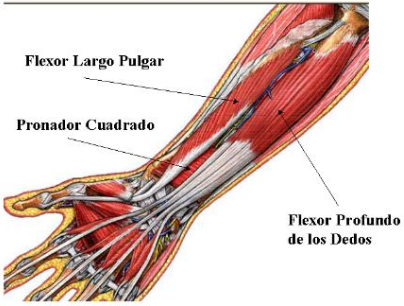 Flexor Largo Pulgar
Pronador Cuadrado
Flexor Profundo
de los Dedos